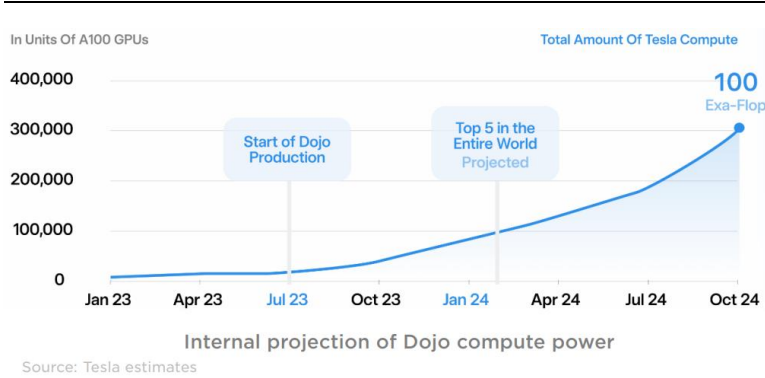 In Units Of A100 GPUs
Total Amount Of Tesla Compute
400,000
100
Exa-Flop
300,000
Start of Dojo
Production
Top 5 in the
Entire World
Projected
200,000
100,000
0
Jan 23
Apr 23
Jul 23
Oct 23
Jan 24
Apr 24
Jul 24
Oct 24
Internal projection of Dojo compute power
Source: Tesla estimates